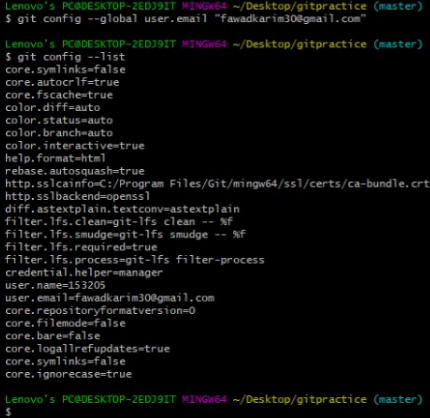 Lenovo's PC@DESKTOP-2EDJ9IT MINGW64 ~/Desktop/gitpractice (master)
$ git config --global user.email "fawadkarim30@gmail.com"

Lenovo's PC@DESKTOP-2EDJ9IT MINGW64 ~/Desktop/gitpractice (master)
$ git config --list
core.symlinks=false
core.autocrlf=true
core.fscache=true
color.diff=auto
color.status=auto
color.branch=auto
color.interactive=true
help.format=html
rebase.autosquash=true
http.sslcainfo=C:/Program Files/Git/mingw64/ssl/certs/ca-bundle.crt
http.sslbackend=openssl
diff.astextplain.textconv=astextplain
filter.lfs.clean=git-lfs clean -- %f
filter.lfs.smudge=git-lfs smudge -- %f
filter.lfs.required=true
filter.lfs.process=git-lfs filter-process
credential.helper=manager
user.name=153205
user.email=fawadkarim30@gmail.com
core.repositoryformatversion=0
core.filemode=false
core.bare=false
core.logallrefupdates=true
core.symlinks=false
core.ignorecase=true

Lenovo's PC@DESKTOP-2EDJ9IT MINGW64 ~/Desktop/gitpractice (master)
$